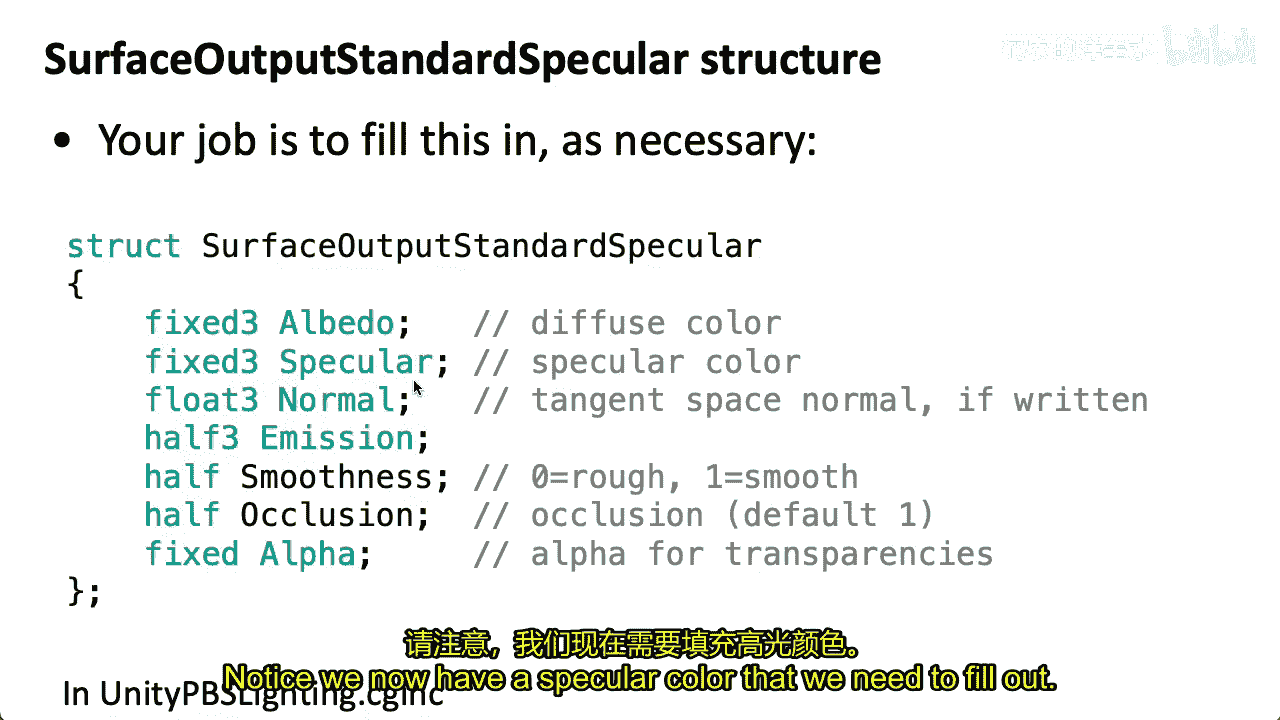 SurfaceOutputStandardSpecular structure
• Your job is to fill this in, as necessary:
struct SurfaceOutputStandardSpecular
{
    fixed3 Albedo;   // diffuse color
    fixed3 Specular; // specular color
    float3 Normal;   // tangent space normal, if written
    half3 Emission;
    half Smoothness; // 0=rough, 1=smooth
    half Occlusion;  // occlusion (default 1)
    fixed Alpha;     // alpha for transparencies
};
请注意，我们现在需要填充高光颜色。
Notice we now have a specular color that we need to fill out.
In UnityPBSLighting.cginc